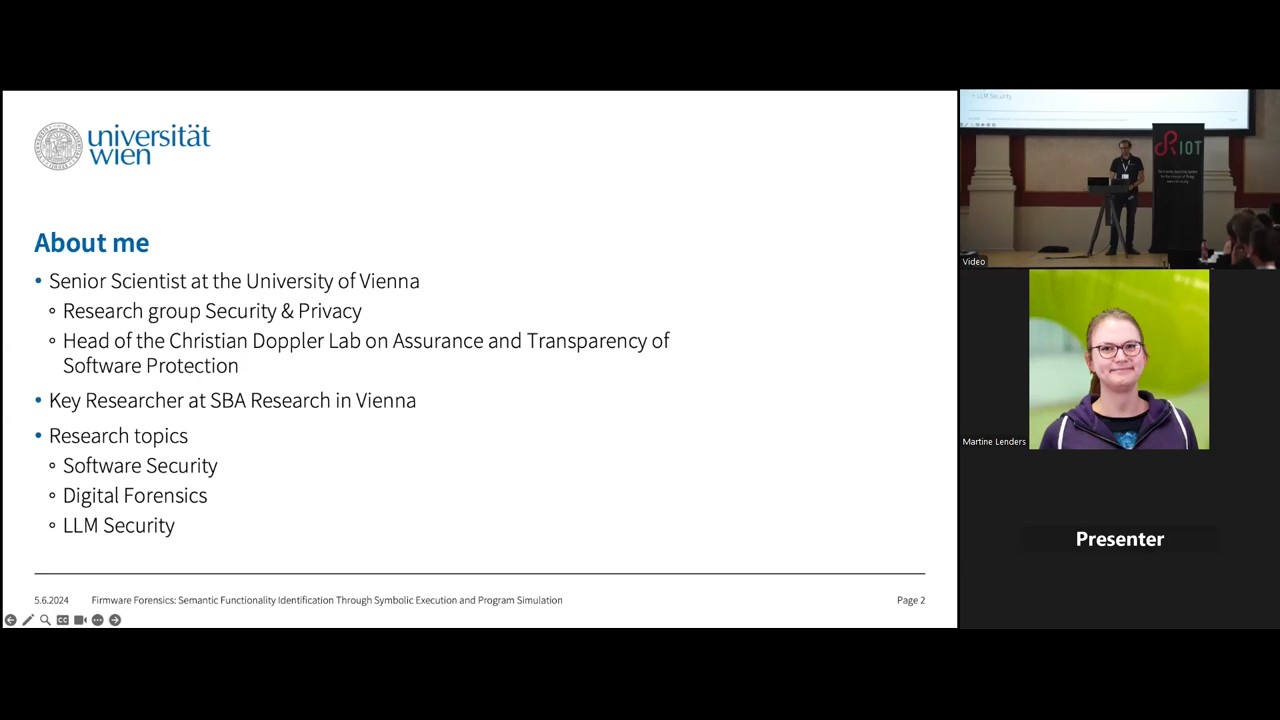 universität
wien
About me
• Senior Scientist at the University of Vienna
◦ Research group Security & Privacy
◦ Head of the Christian Doppler Lab on Assurance and Transparency of
Software Protection
• Key Researcher at SBA Research in Vienna
• Research topics
◦ Software Security
◦ Digital Forensics
◦ LLM Security
5.6.2024 Firmware Forensics: Semantic Functionality Identification Through Symbolic Execution and Program Simulation Page 2
LLM Security
RIOT
Video
Martine Lenders
Presenter